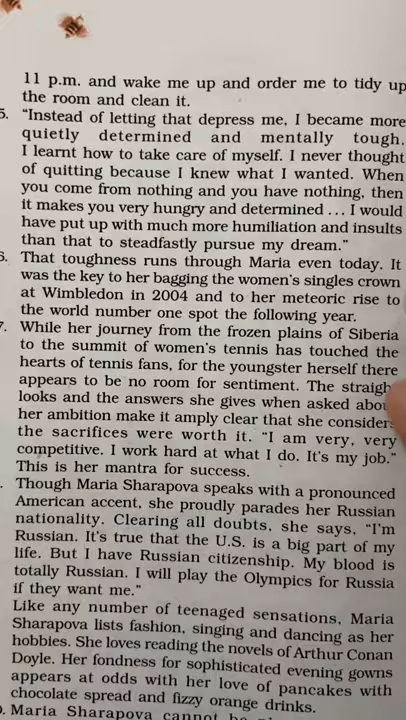 11 p.m. and wake me up and order me to tidy up
the room and clean it.
5. "Instead of letting that depress me, I became more
quietly determined and mentally tough.
I learnt how to take care of myself. I never thought
of quitting because I knew what I wanted. When
you come from nothing and you have nothing, then
it makes you very hungry and determined ... I would
have put up with much more humiliation and insults
than that to steadfastly pursue my dream."
6. That toughness runs through Maria even today. It
was the key to her bagging the women's singles crown
at Wimbledon in 2004 and to her meteoric rise to
the world number one spot the following year.
7. While her journey from the frozen plains of Siberia
to the summit of women's tennis has touched the
hearts of tennis fans, for the youngster herself there
appears to be no room for sentiment. The straigh
looks and the answers she gives when asked abou
her ambition make it amply clear that she consider
the sacrifices were worth it. "I am very, very
competitive. I work hard at what I do. It's my job."
This is her mantra for success.
. Though Maria Sharapova speaks with a pronounced
American accent, she proudly parades her Russian
nationality. Clearing all doubts, she says, "I'm
Russian. It's true that the U.S. is a big part of my
life. But I have Russian citizenship. My blood is
totally Russian. I will play the Olympics for Russia
if they want me."
Like any number of teenaged sensations, Maria
Sharapova lists fashion, singing and dancing as her
hobbies. She loves reading the novels of Arthur Conan
Doyle. Her fondness for sophisticated evening gowns
appears at odds with her love of pancakes with
chocolate spread and fizzy orange drinks.
Maria Sharapova cannot be